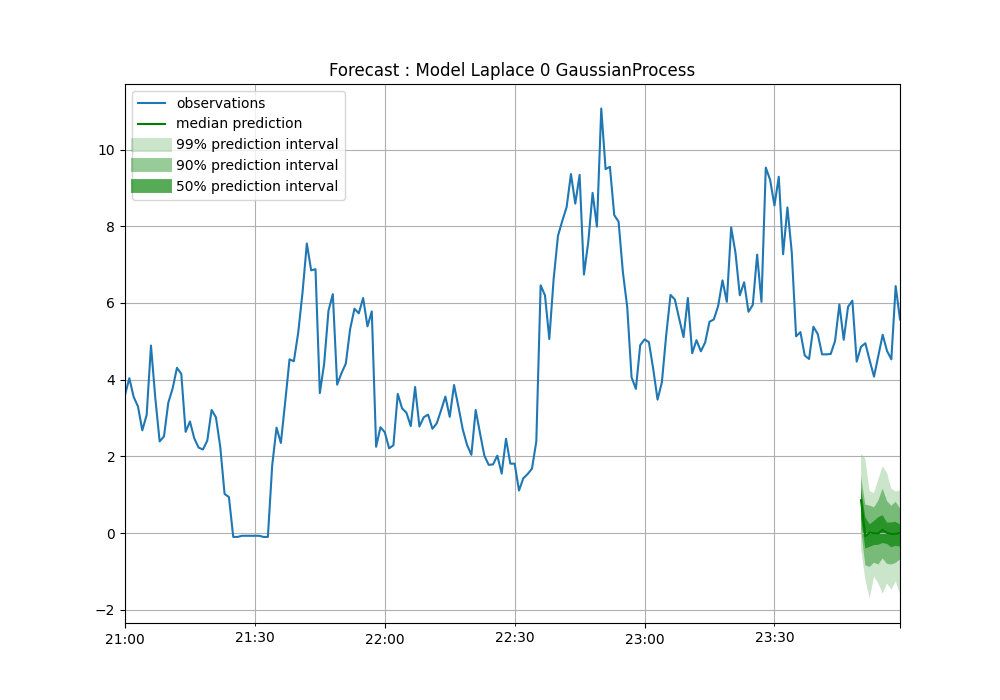 Forecast : Model Laplace 0 GaussianProcess
observations
median prediction
99% prediction interval
90% prediction interval
50% prediction interval
10
8
6
4
2
0
−2
21:00 21:30 22:00 22:30 23:00 23:30